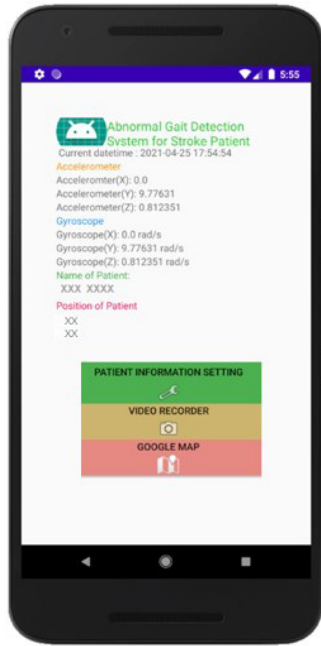 5:55
Abnormal Gait Detection
System for Stroke Patient
Current datetime : 2021-04-25 17:54:54
Accelerometer
Acceleromter(X): 0.0
Accelerometer(Y): 9.77631
Accelerometer(Z): 0.812351
Gyroscope
Gyroscope(X): 0.0 rad/s
Gyroscope(Y): 9.77631 rad/s
Gyroscope(Z): 0.812351 rad/s
Name of Patient:
XXX XXXX
Position of Patient
XX
XX
PATIENT INFORMATION SETTING
VIDEO RECORDER
GOOGLE MAP